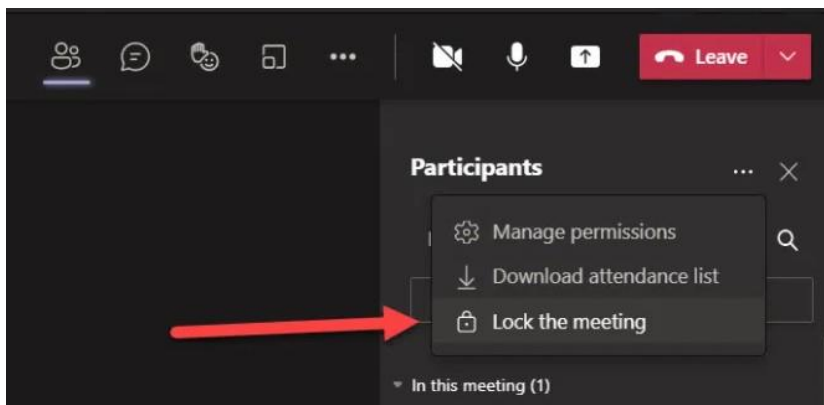 Leave
Participants
Manage permissions
Download attendance list
Lock the meeting
In this meeting (1)